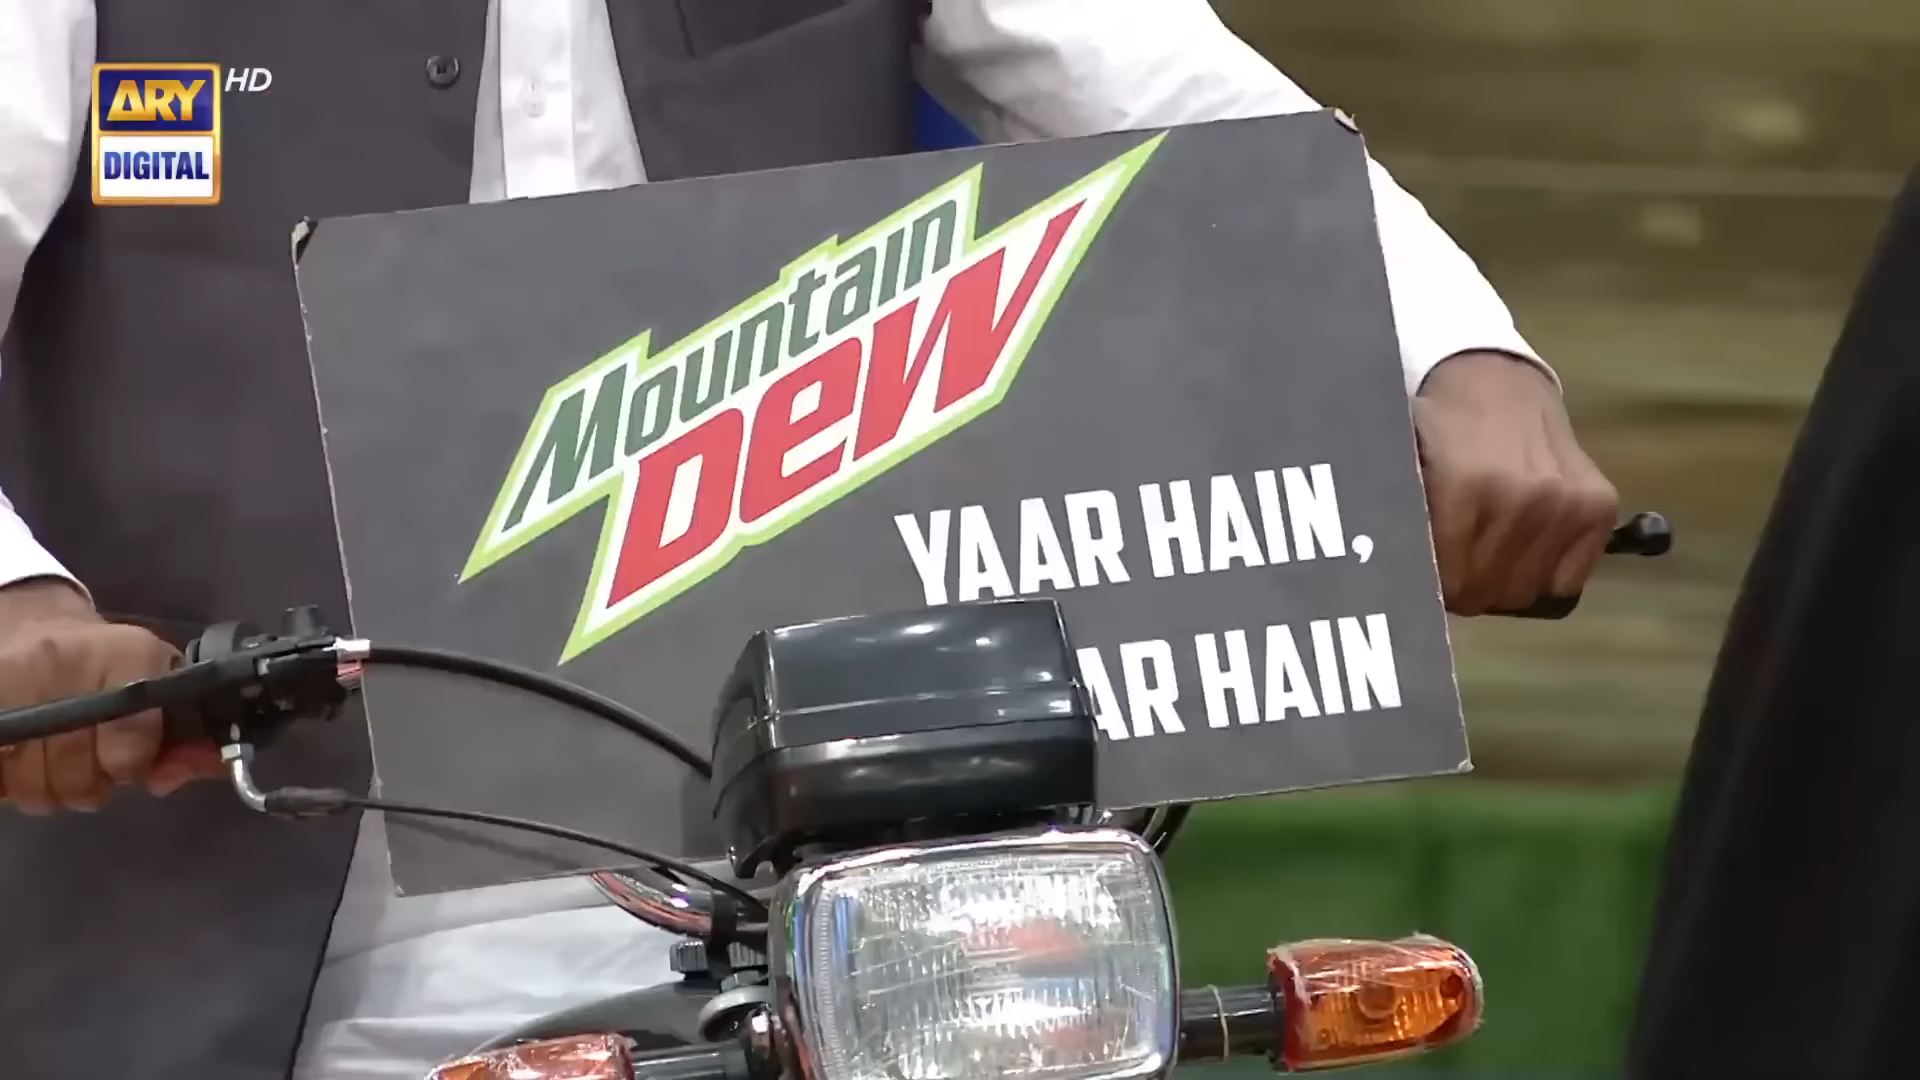 ARY HD
DIGITAL
Mountain
Dew
YAAR HAIN,
AR HAIN